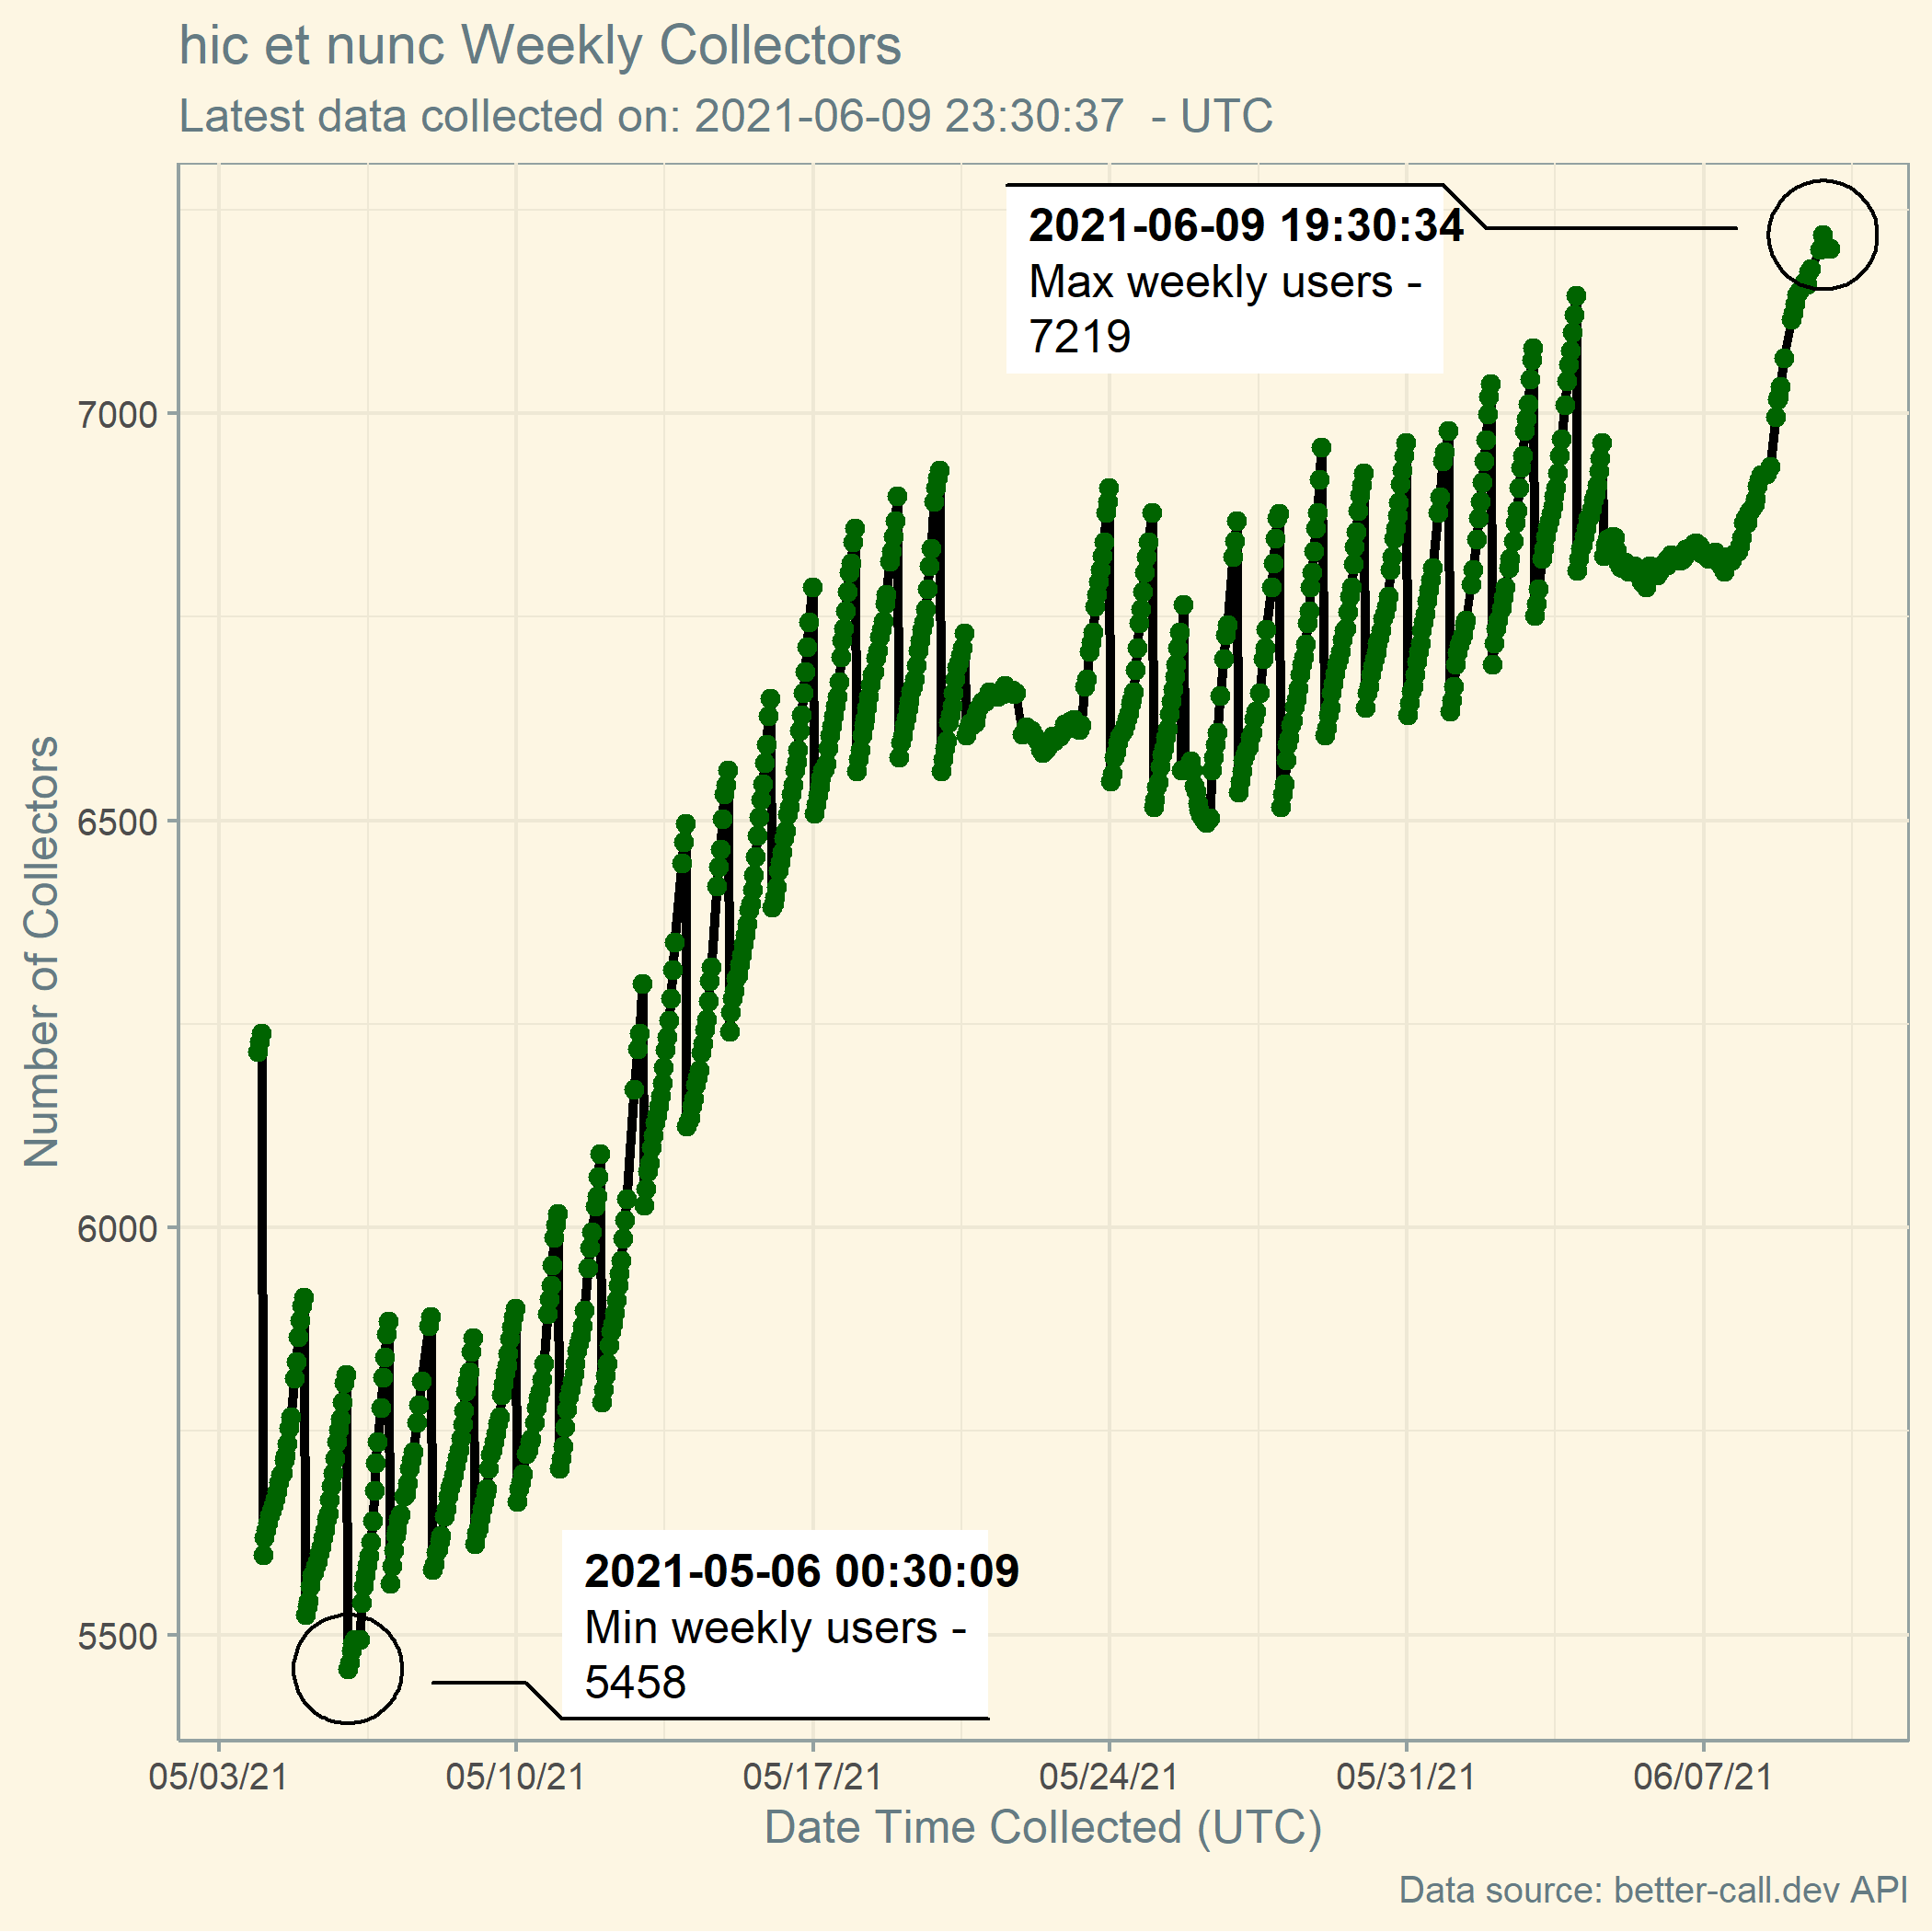 hic et nunc Weekly Collectors
Latest data collected on: 2021-06-09 23:30:37  - UTC
2021-06-09 19:30:34
Max weekly users -
7219
7000
6500
6000
5500
Number of Collectors
2021-05-06 00:30:09
Min weekly users -
5458
05/03/21 05/10/21 05/17/21 05/24/21 05/31/21 06/07/21
Date Time Collected (UTC)
Data source: better-call.dev API